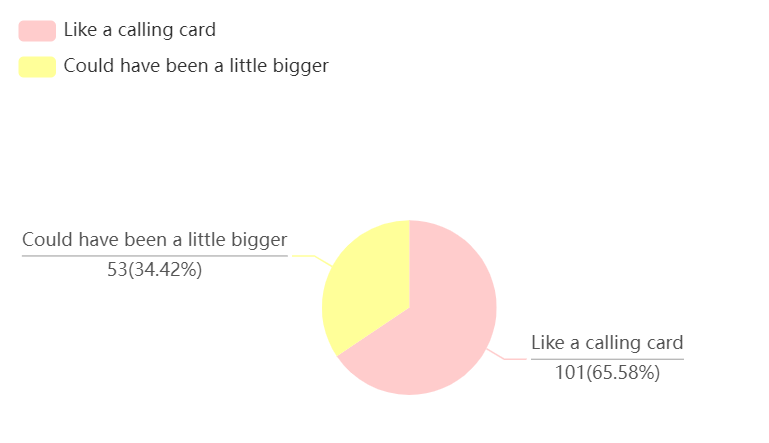 Like a calling card
Could have been a little bigger
Could have been a little bigger
53(34.42%)
Like a calling card
101(65.58%)